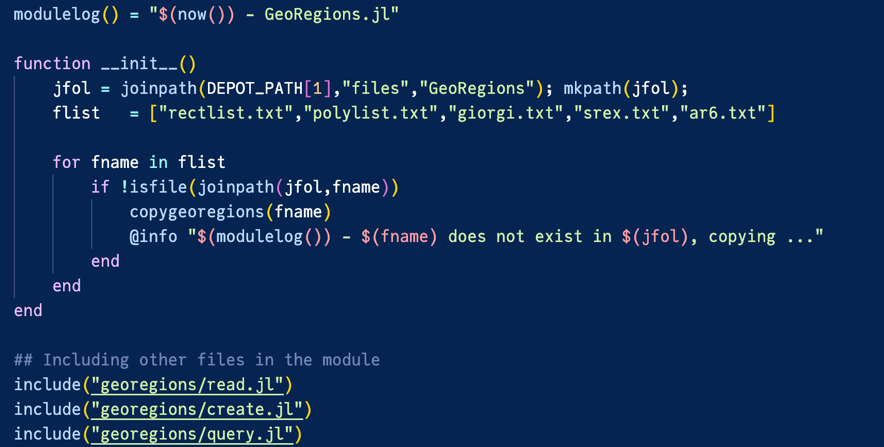 modulelog() = "$(now()) - GeoRegions.jl"

function __init__()
    jfol = joinpath(DEPOT_PATH[1],"files","GeoRegions"); mkpath(jfol);
    flist   = ["rectlist.txt","polylist.txt","giorgi.txt","srex.txt","ar6.txt"]

    for fname in flist
        if !isfile(joinpath(jfol,fname))
            copygeoregions(fname)
            @info "$(modulelog()) - $(fname) does not exist in $(jfol), copying ..."
        end
    end
end

## Including other files in the module
include("georegions/read.jl")
include("georegions/create.jl")
include("georegions/query.jl")